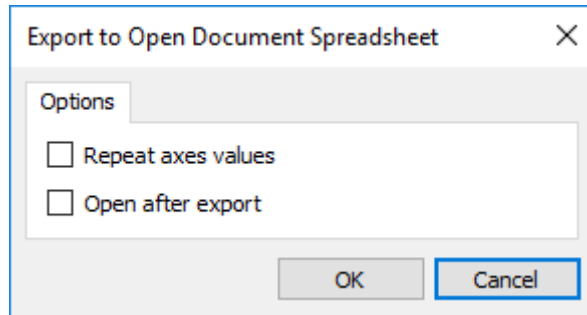 Export to Open Document Spreadsheet
Options
Repeat axes values
Open after export
OK Cancel